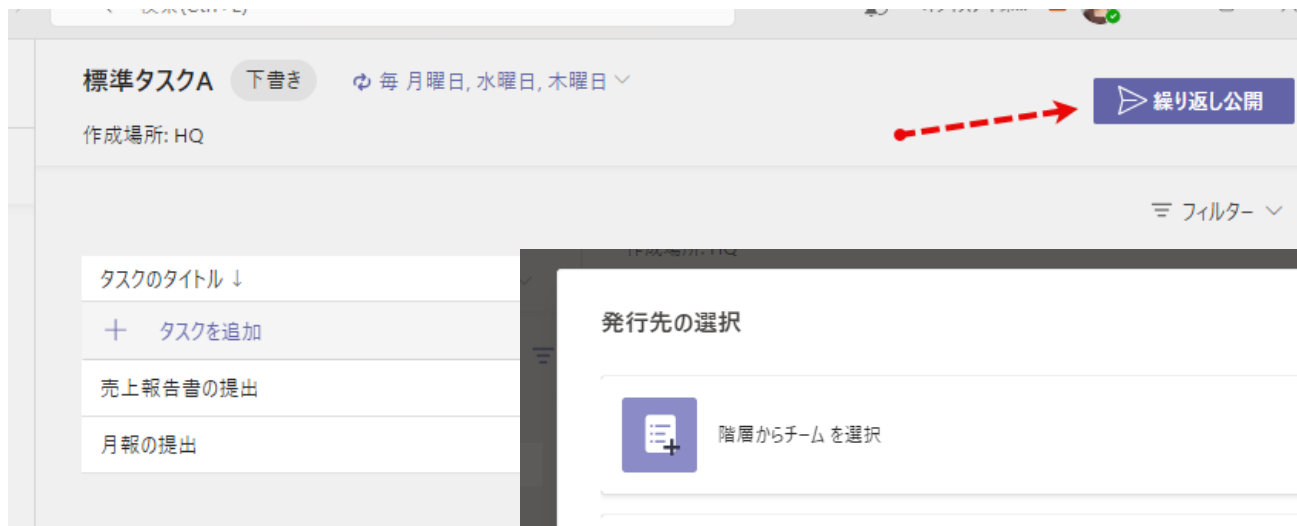 標準タスクA 下書き 毎 月曜日, 水曜日, 木曜日
繰り返し公開
作成場所: HQ
フィルター
タスクのタイトル ↓
タスクを追加
売上報告書の提出
月報の提出
発行先の選択
階層からチーム を選択